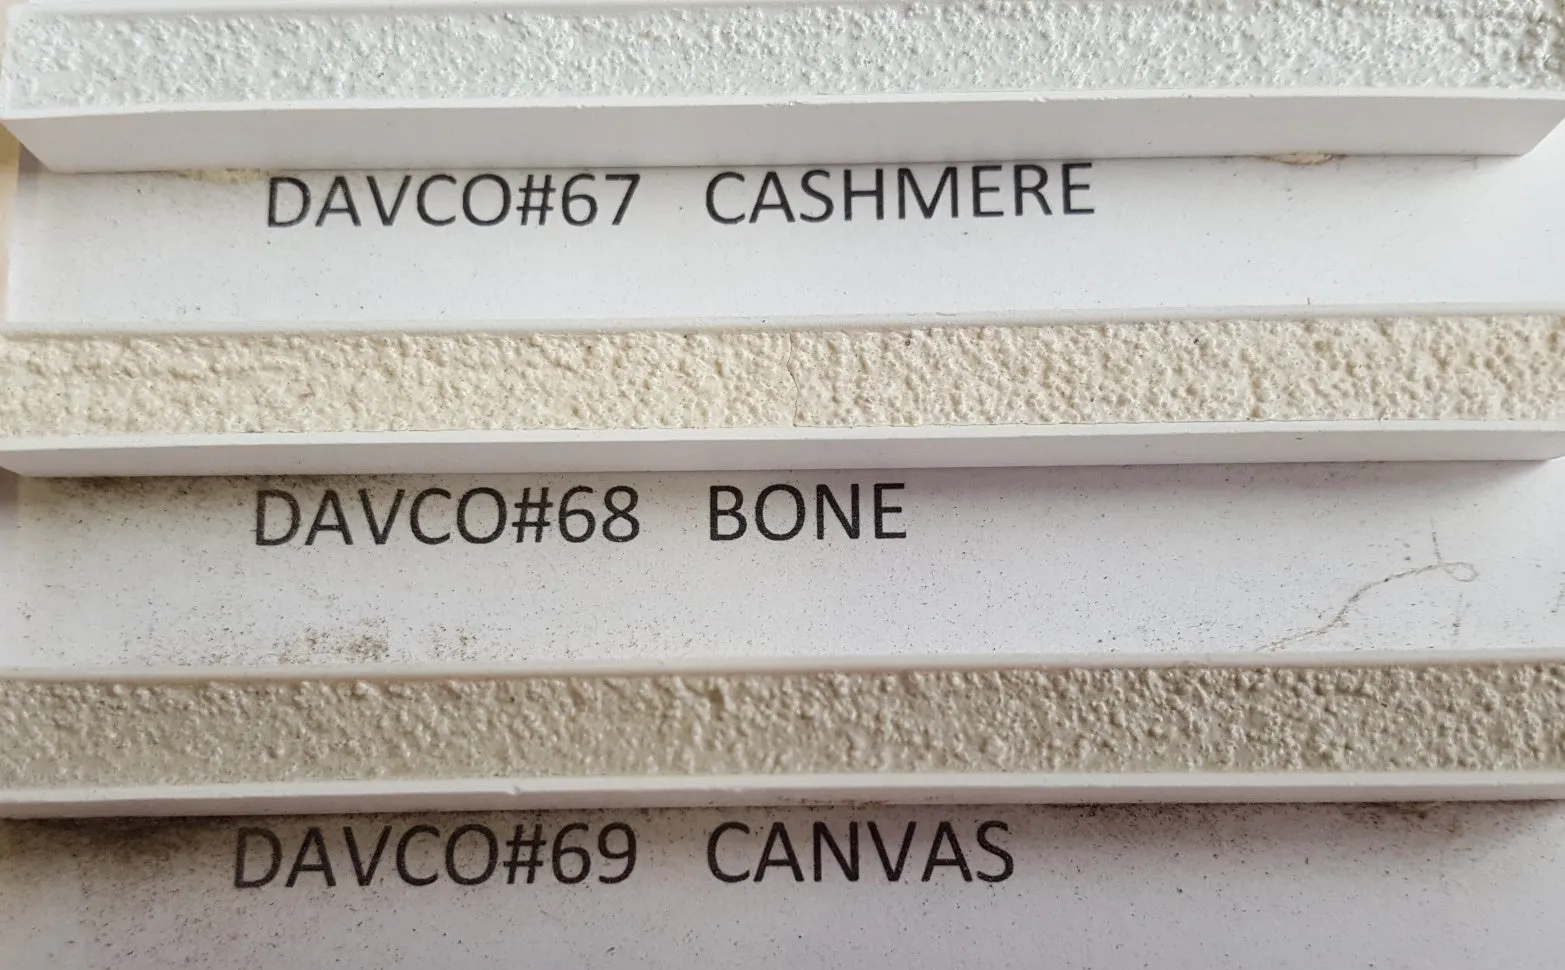 DAVCO#67 CASHMERE
DAVCO#68 BONE
DAVCO#69 CANVAS